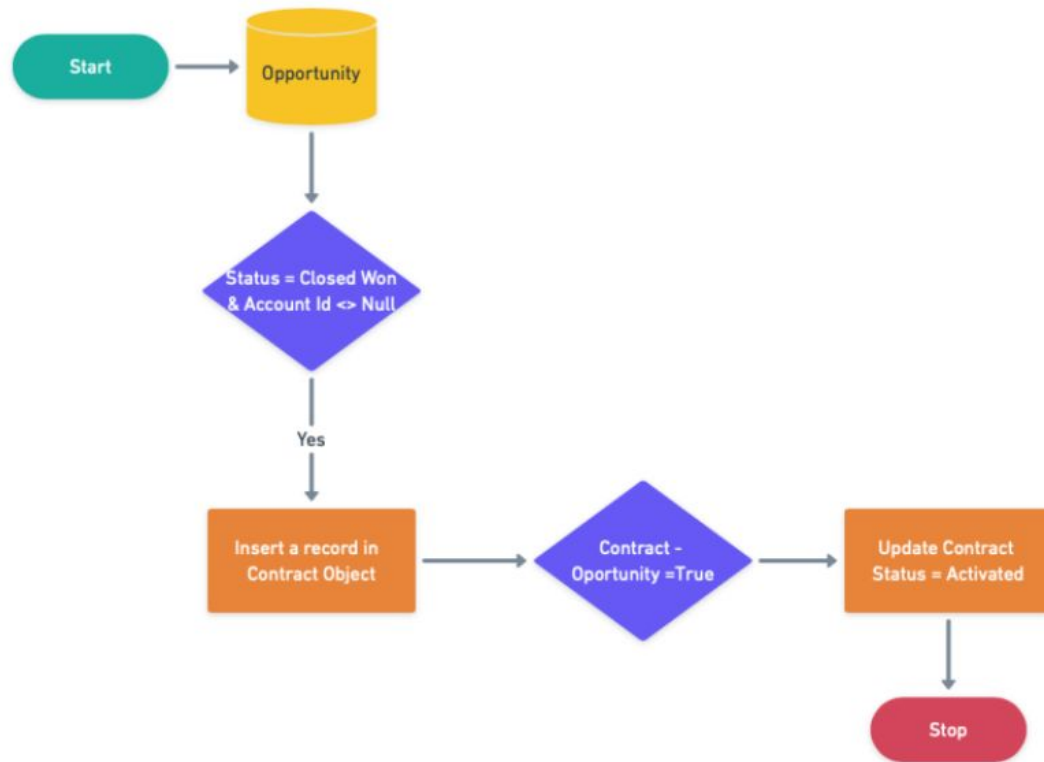 Start
Opportunity
Status = Closed Won
& Account Id <> Null
Yes
Insert a record in
Contract Object
Contract -
Oportunity =True
Update Contract
Status = Activated
Stop